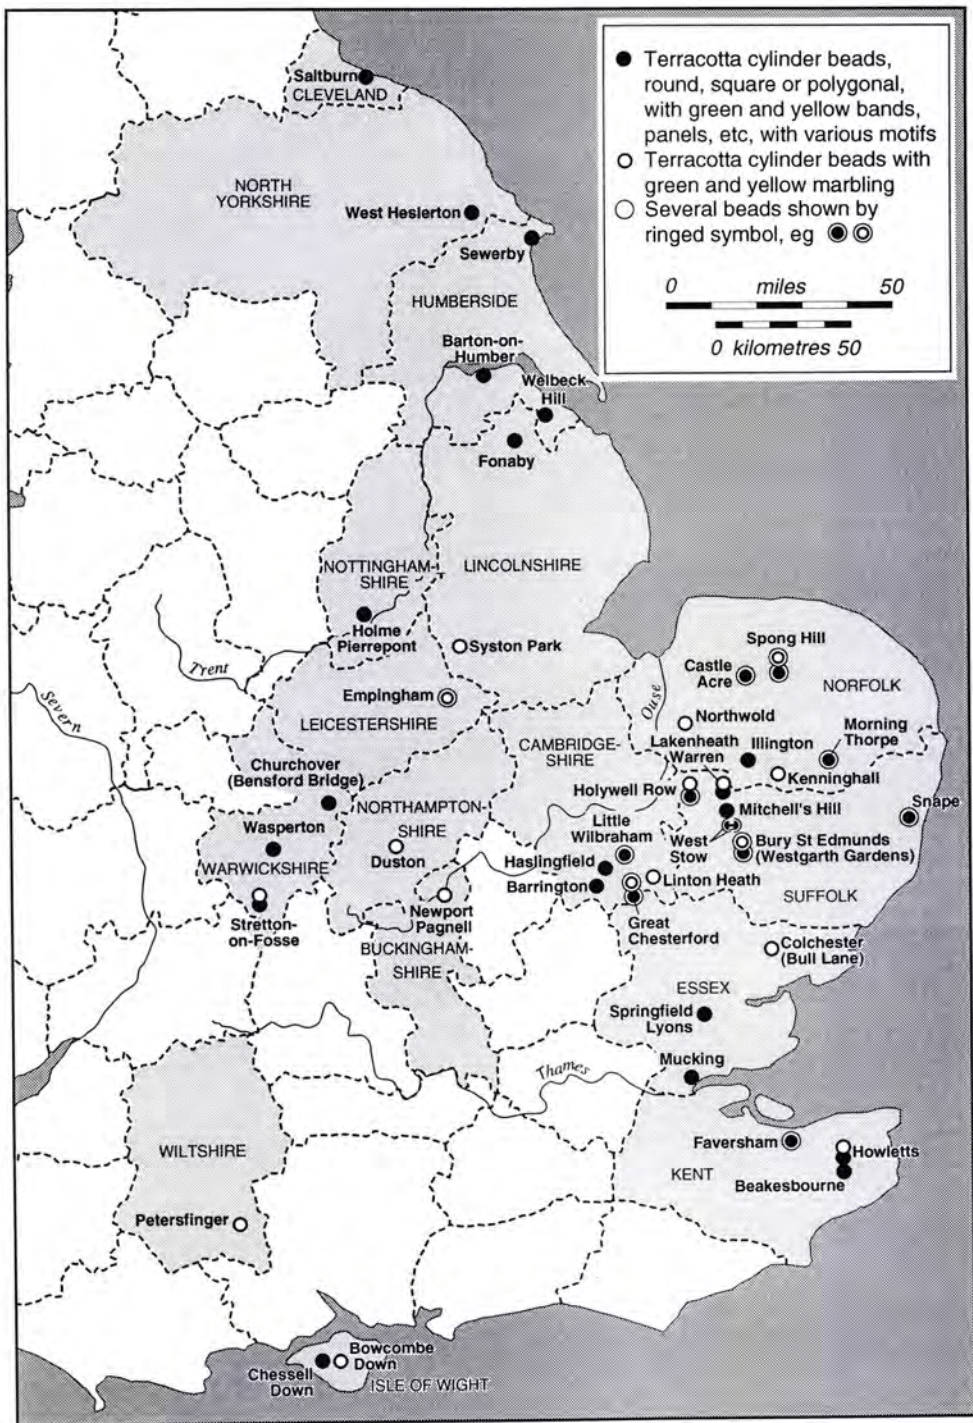 Terracotta cylinder beads,
round, square or polygonal,
with green and yellow bands,
panels, etc, with various motifs
Terracotta cylinder beads with
green and yellow marbling
Several beads shown by
ringed symbol, eg
0 miles 50
0 kilometres 50
Saltburn
CLEVELAND
NORTH
YORKSHIRE
West Heslerton
Sewerby
HUMBERSIDE
Barton-on-
Humber
Welbeck
Hill
Fonaby
NOTTINGHAM-
SHIRE
LINCOLNSHIRE
Holme
Pierrepont
Syston Park
Trent
Severn
Empingham
LEICESTERSHIRE
Spong Hill
Castle
Acre
NORFOLK
Ouse
Northwold
Lakenheath
Warren
Illington
Morning
Thorpe
CAMBRIDGE-
SHIRE
Kenninghall
Churchover
(Bensford Bridge)
Holywell Row
Mitchell's Hill
Snape
NORTHAMPTON-
SHIRE
Wasperton
WARWICKSHIRE
Duston
Little
Wilbraham
West
Stow
Bury St Edmunds
(Westgarth Gardens)
Haslingfield
Barrington
Linton Heath
SUFFOLK
Stretton-
on-Fosse
Newport
Pagnell
Great
Chesterford
BUCKINGHAM-
SHIRE
Colchester
(Bull Lane)
ESSEX
Springfield
Lyons
Mucking
Thames
WILTSHIRE
Faversham
Howletts
KENT
Beakesbourne
Petersfinger
Bowcombe
Down
Chessell
Down
ISLE OF WIGHT